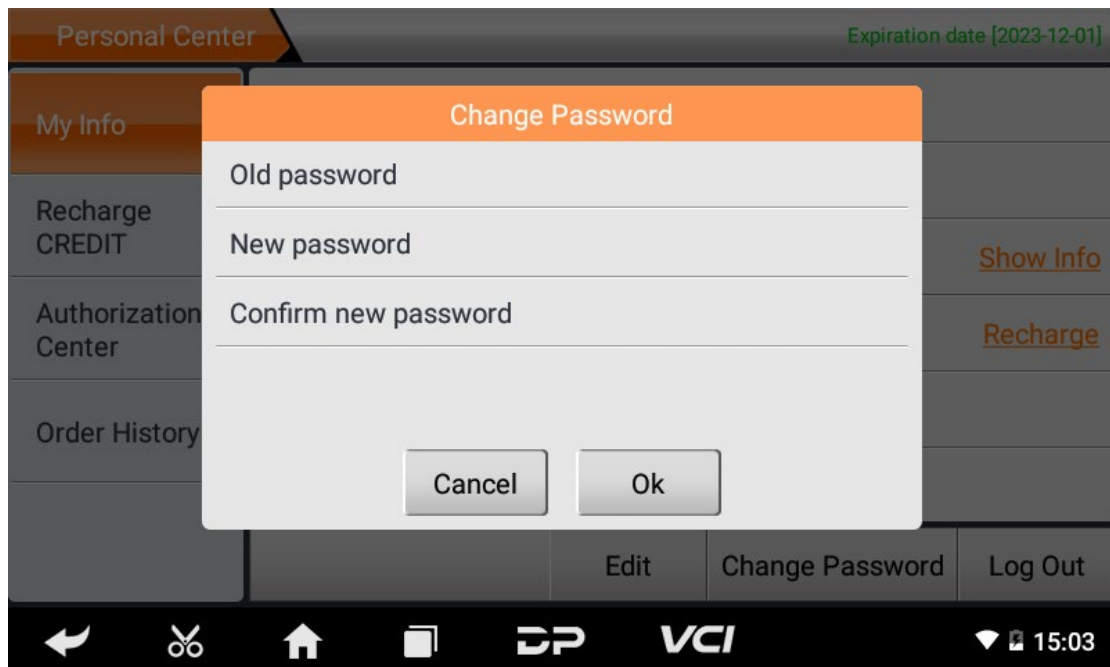 Personal Center
Expiration date [2023-12-01]
My Info
Recharge
CREDIT
Authorization
Center
Order History
Change Password
Old password
New password
Confirm new password
Cancel
Ok
Show Info
Recharge
Edit
Change Password
Log Out
DP
VCI
15:03